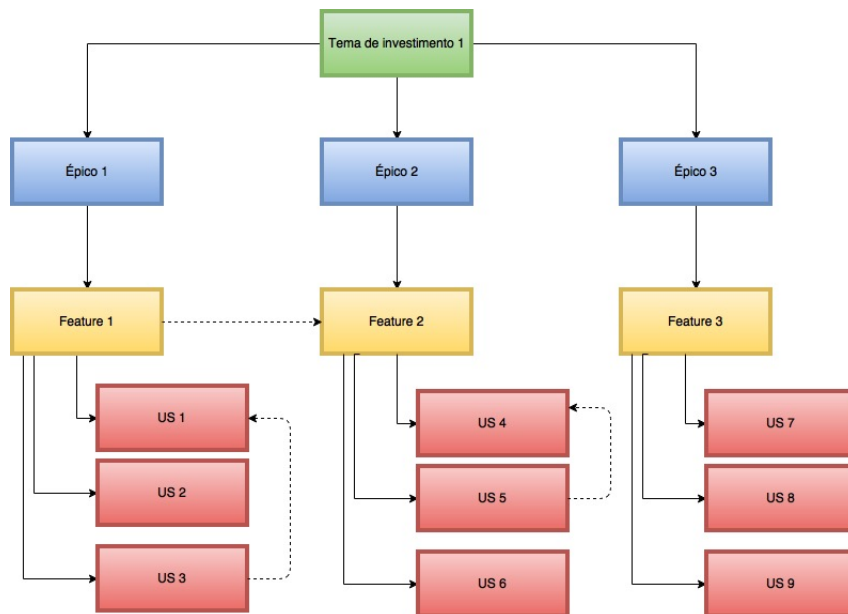 Tema de investimento 1
Épico 1
Épico 2
Épico 3
Feature 1
Feature 2
Feature 3
US 1
US 4
US 7
US 2
US 5
US 8
US 3
US 6
US 9